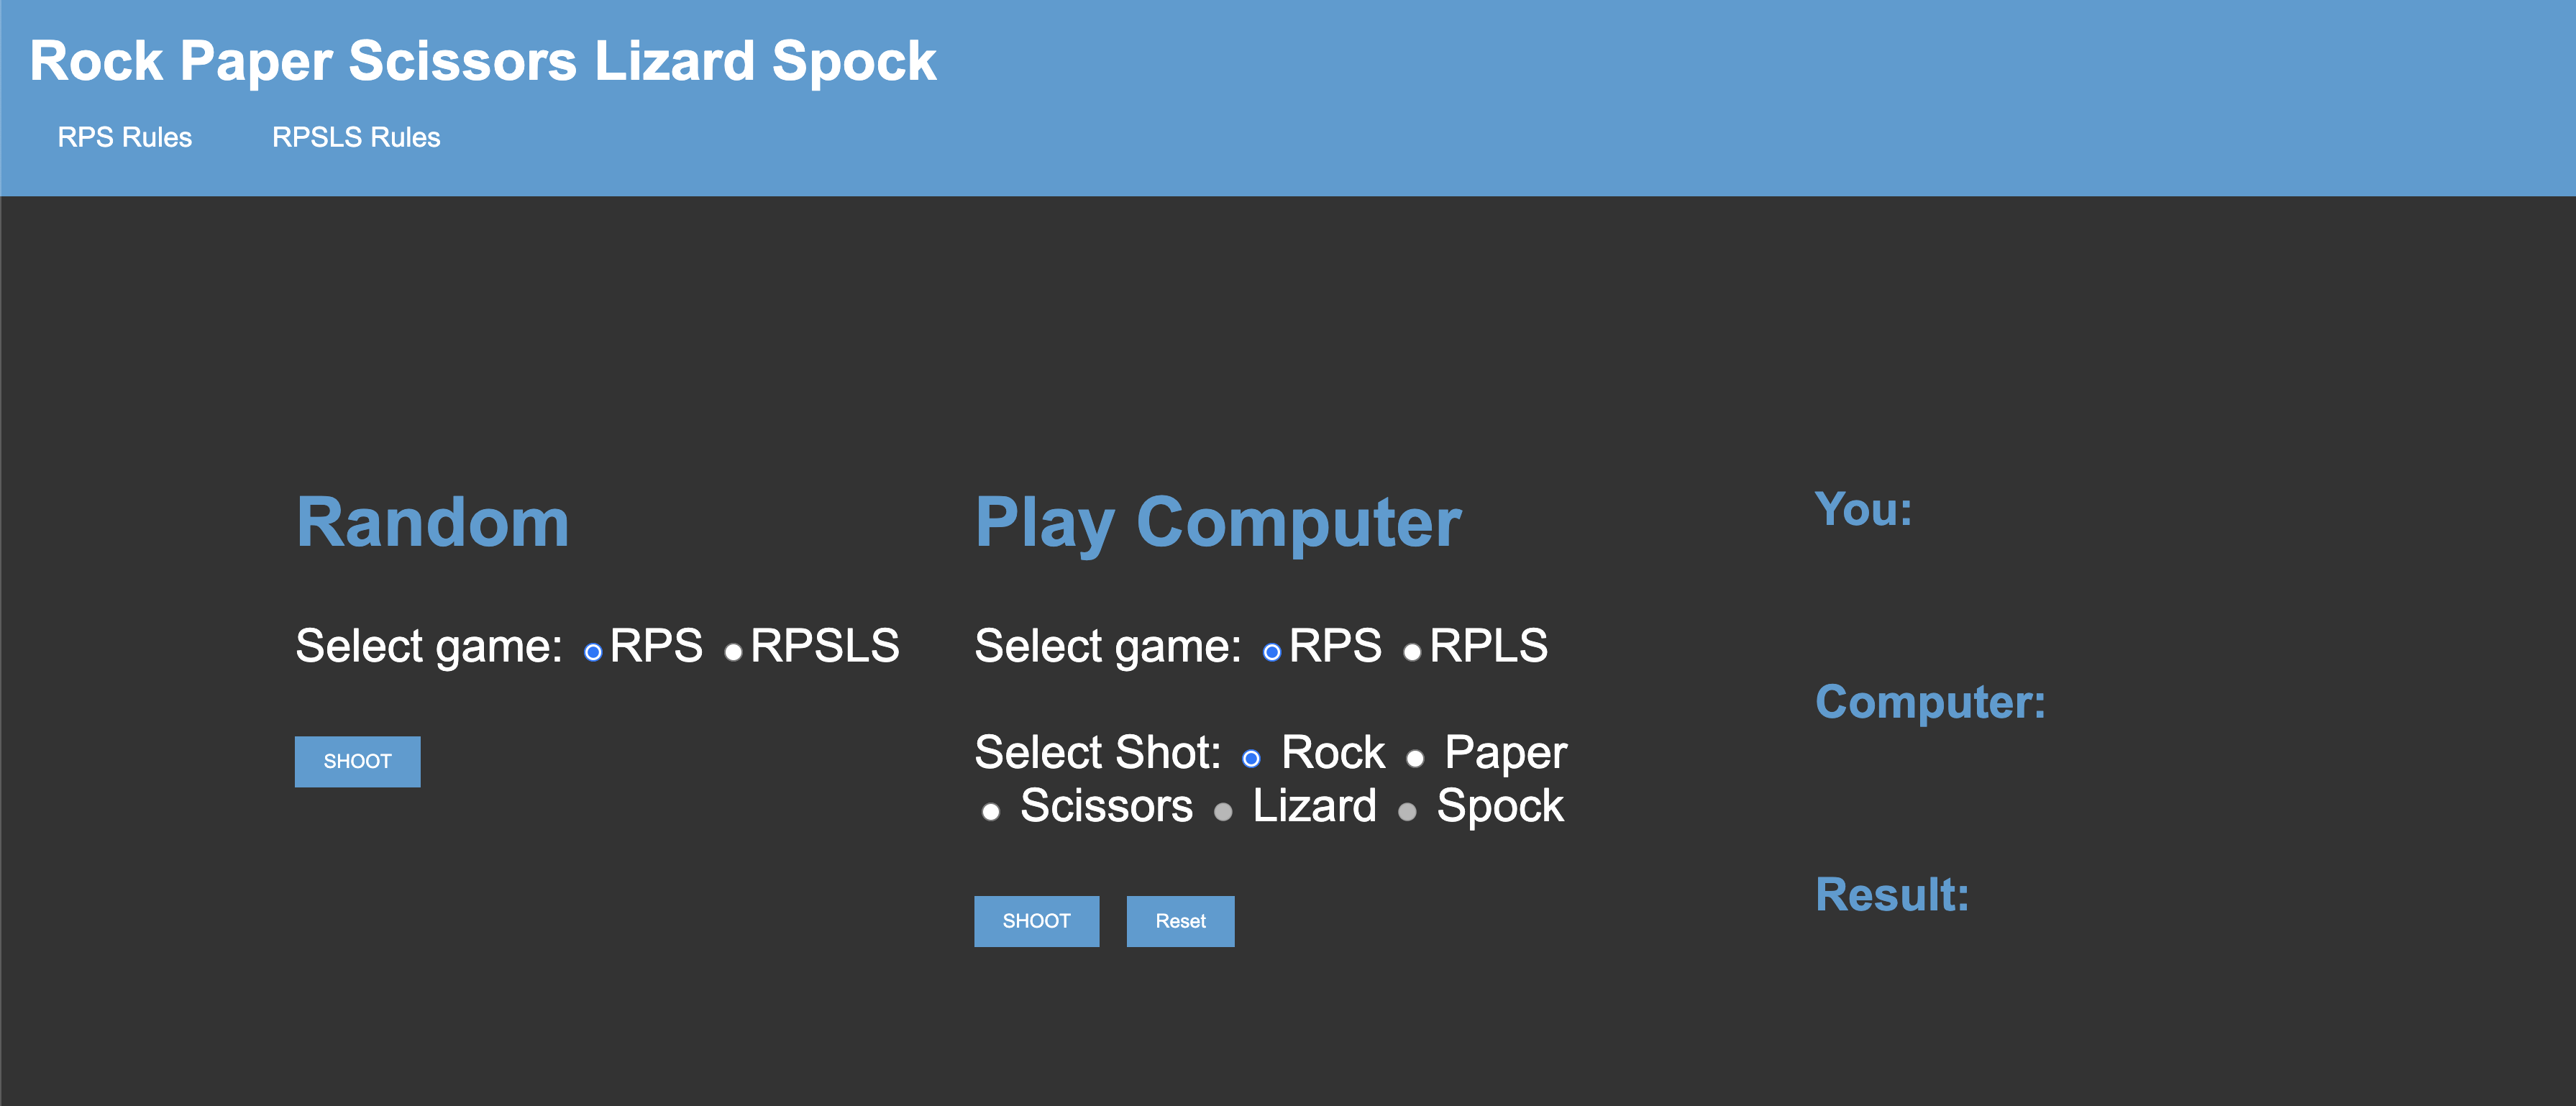 Rock Paper Scissors Lizard Spock
RPS Rules RPSLS Rules
Random
Select game: RPS RPSLS
SHOOT
Play Computer
Select game: RPS RPLS
Select Shot: Rock Paper
Scissors Lizard Spock
SHOOT Reset
You:
Computer:
Result: